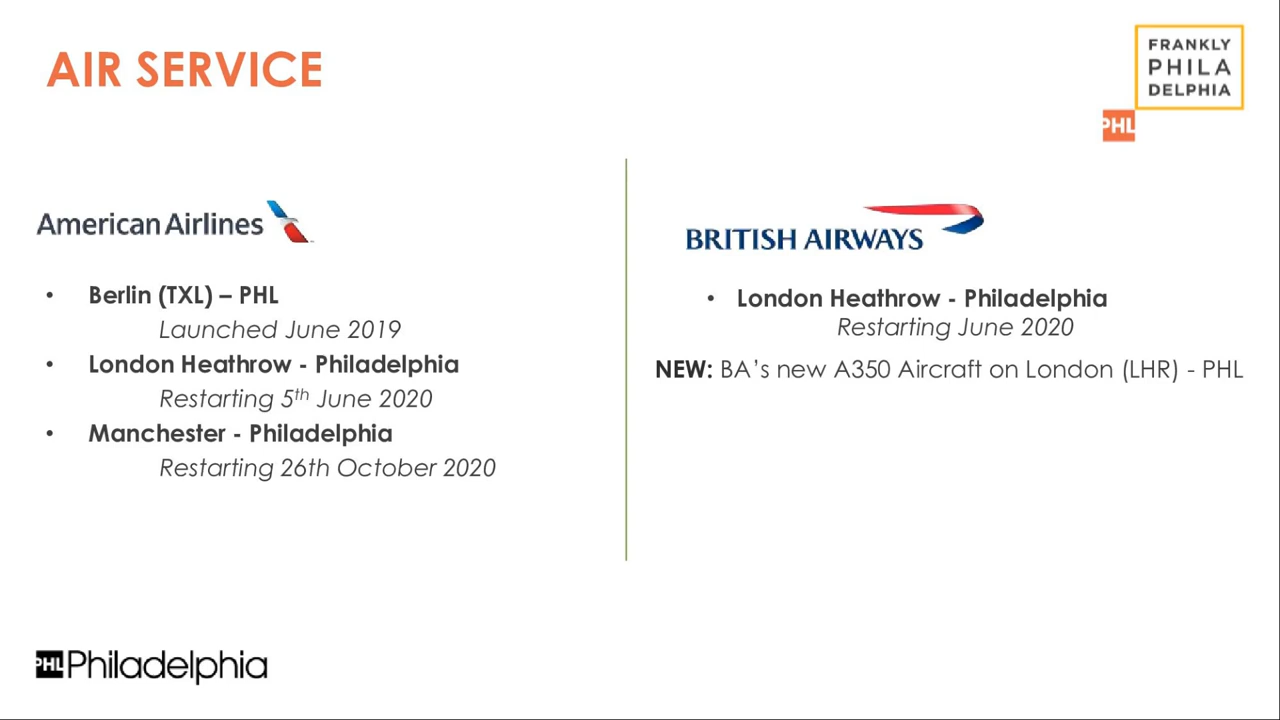 AIR SERVICE
FRANKLY
PHILA
DELPHIA
PHL
American Airlines
• Berlin (TXL) – PHL
Launched June 2019
• London Heathrow - Philadelphia
Restarting 5th June 2020
• Manchester - Philadelphia
Restarting 26th October 2020
BRITISH AIRWAYS
• London Heathrow - Philadelphia
Restarting June 2020
NEW: BA's new A350 Aircraft on London (LHR) - PHL
PHL Philadelphia